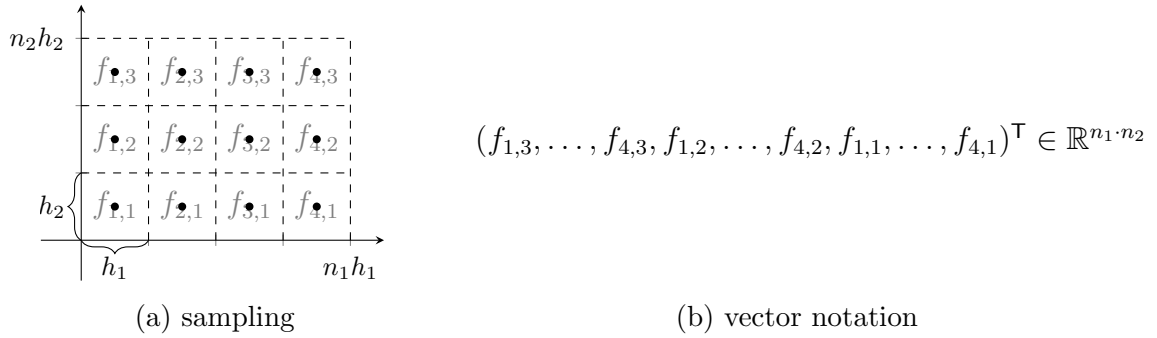 n₂h₂
f₁,₃ f₂,₃ f₃,₃ f₄,₃
f₁,₂ f₂,₂ f₃,₂ f₄,₂
h₂ f₁,₁ f₂,₁ f₃,₁ f₄,₁
h₁ n₁h₁
(a) sampling
(f₁,₃, . . . , f₄,₃, f₁,₂, . . . , f₄,₂, f₁,₁, . . . , f₄,₁)ᵀ ∈ ℝⁿ¹·ⁿ²
(b) vector notation